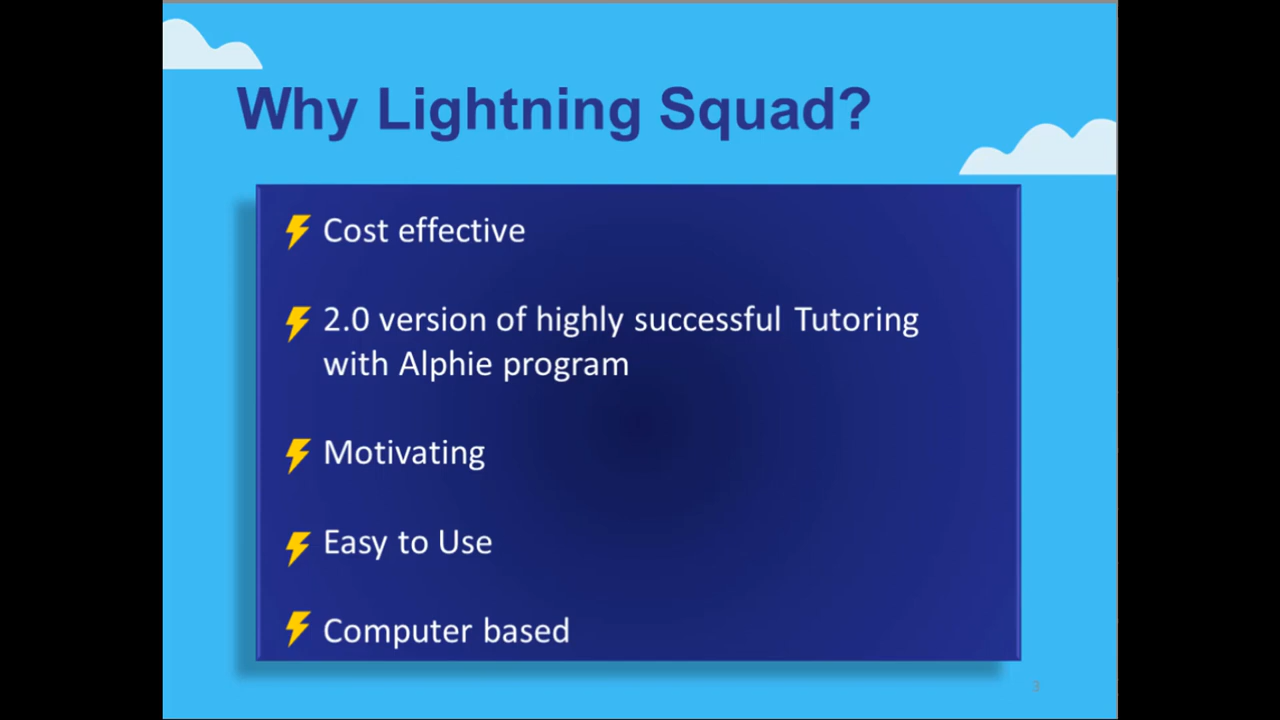 Why Lightning Squad?
Cost effective
2.0 version of highly successful Tutoring
with Alphie program
Motivating
Easy to Use
Computer based
3